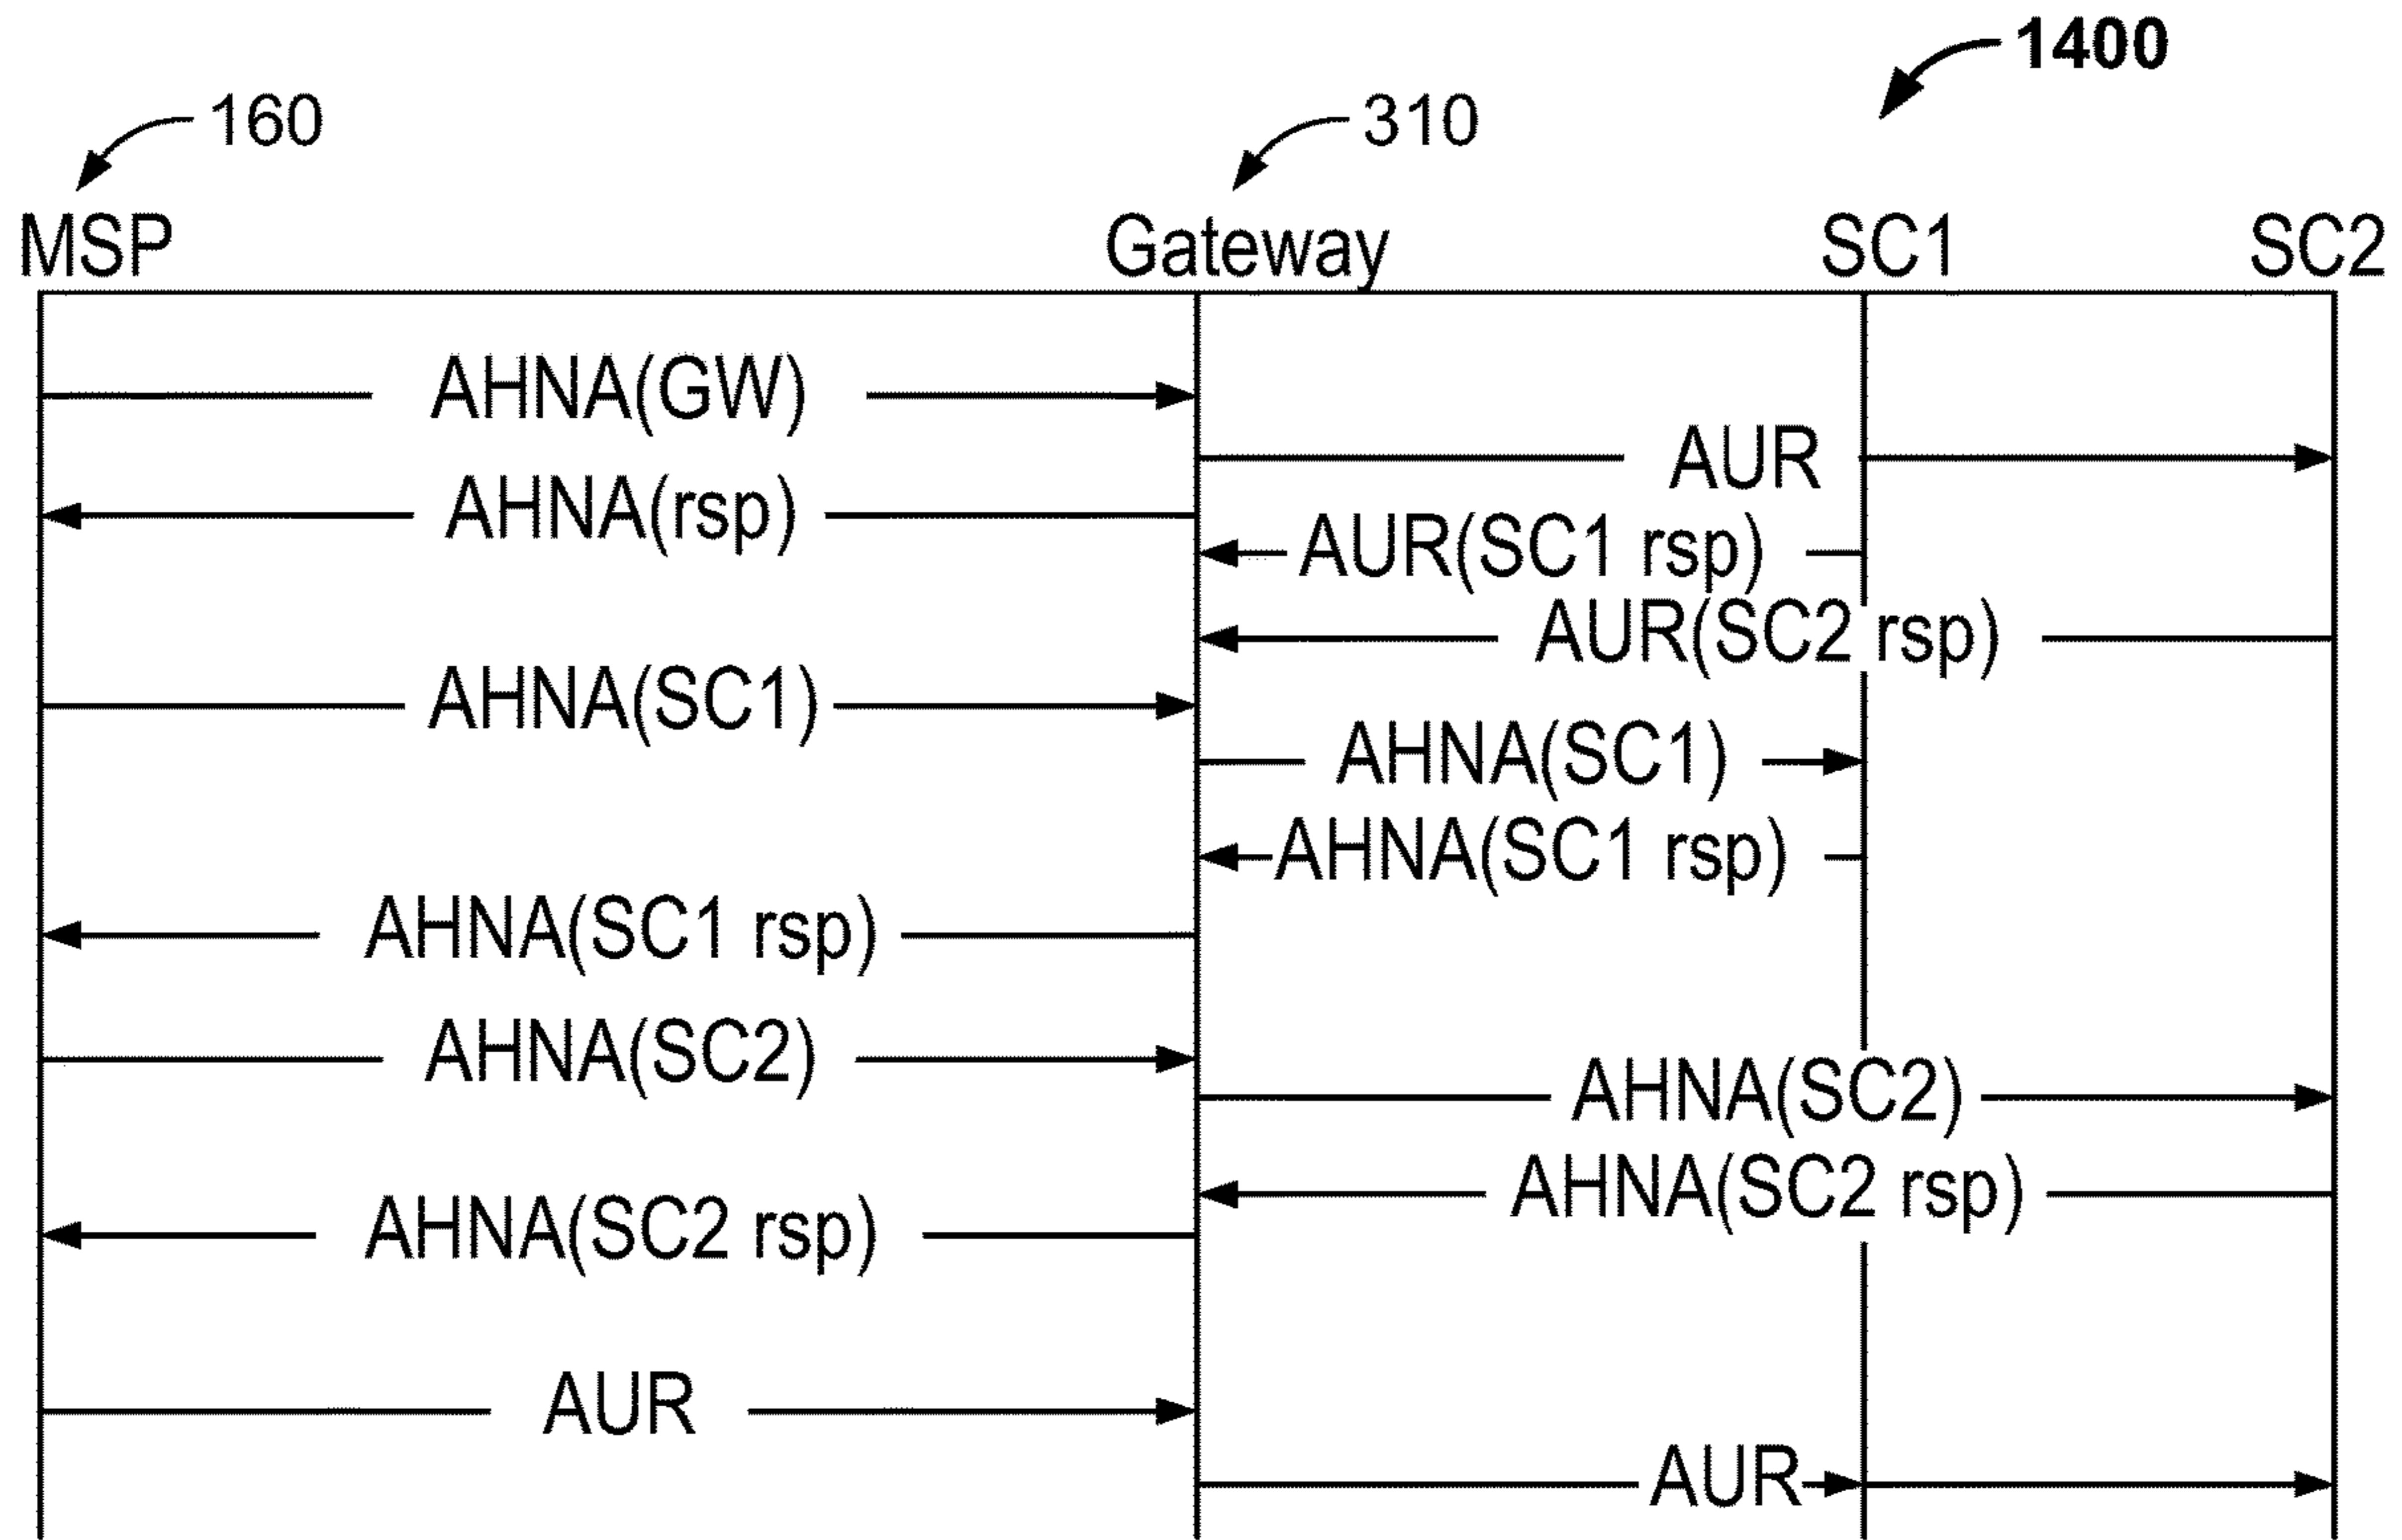 1400
160
310
MSP
Gateway
SC1
SC2
AHNA(GW)
AUR
AHNA(rsp)
AUR(SC1 rsp)
AUR(SC2 rsp)
AHNA(SC1)
AHNA(SC1)
AHNA(SC1 rsp)
AHNA(SC1 rsp)
AHNA(SC2)
AHNA(SC2)
AHNA(SC2 rsp)
AHNA(SC2 rsp)
AUR
AUR